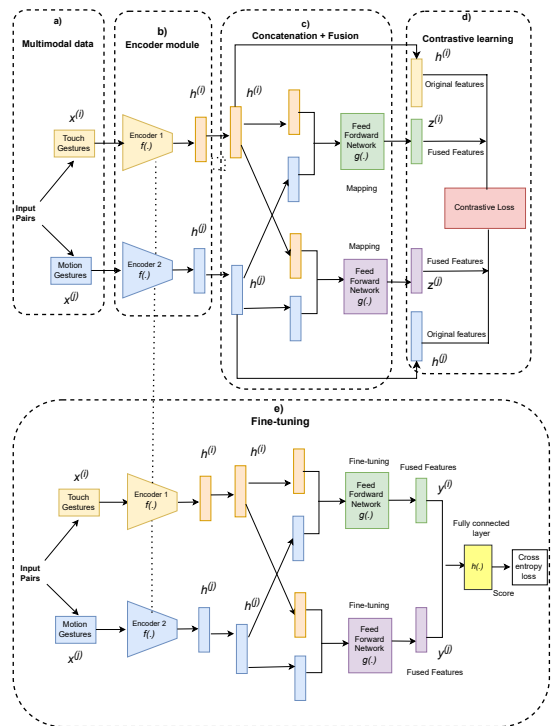 a)
Multimodal data
b)
Encoder module
c)
Concatenation + Fusion
d)
Contrastive learning
x(i)
Touch
Gestures
Input
Pairs
Motion
Gestures
x(j)
Encoder 1
f(.)
h(i)
Encoder 2
f(.)
h(j)
h(i)
h(j)
Feed
Fordward
Network
g(.)
Mapping
Mapping
Feed
Forward
Network
g(.)
h(i)
Original features
z(i)
Fused Features
Contrastive Loss
Fused Features
z(j)
Original features
h(j)
e)
Fine-tuning
x(i)
Touch
Gestures
Input
Pairs
Motion
Gestures
x(j)
Encoder 1
f(.)
h(i)
Encoder 2
f(.)
h(j)
h(i)
h(j)
Fine-tuning
Feed
Fordward
Network
g(.)
Fused Features
y(i)
Fine-tuning
Feed
Forward
Network
g(.)
y(j)
Fused Features
Fully connected
layer
h(.)
Score
Cross
entropy
loss